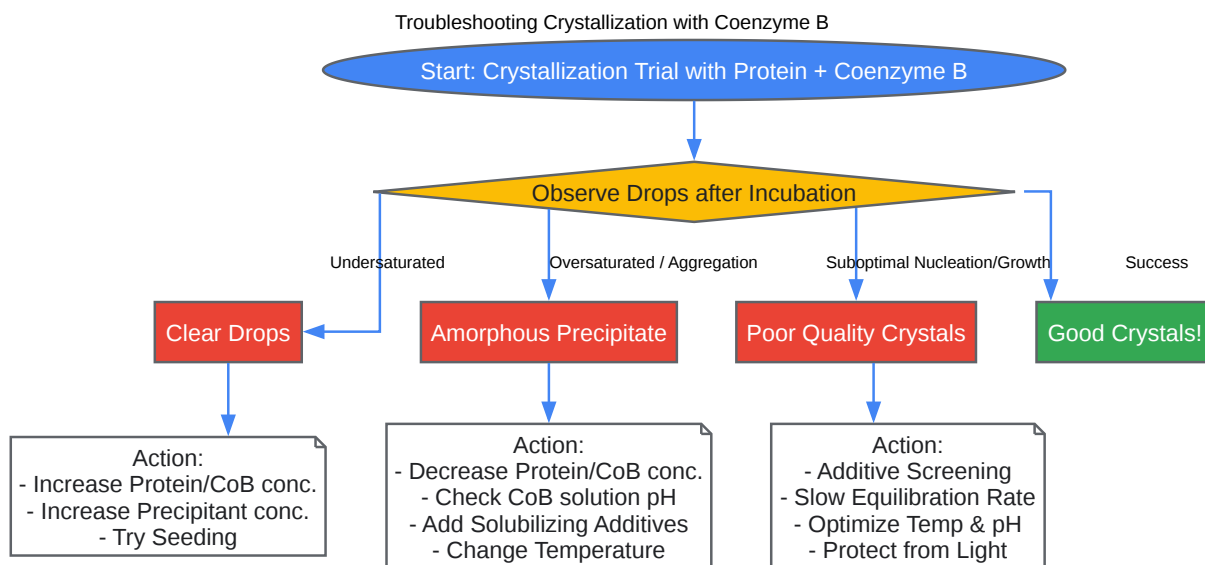 Troubleshooting Crystallization with Coenzyme B
Start: Crystallization Trial with Protein + Coenzyme B
Observe Drops after Incubation
Undersaturated
Oversaturated / Aggregation
Suboptimal Nucleation/Growth
Success
Clear Drops
Amorphous Precipitate
Poor Quality Crystals
Good Crystals!
Action:
- Increase Protein/CoB conc.
- Increase Precipitant conc.
- Try Seeding
Action:
- Decrease Protein/CoB conc.
- Check CoB solution pH
- Add Solubilizing Additives
- Change Temperature
Action:
- Additive Screening
- Slow Equilibration Rate
- Optimize Temp & pH
- Protect from Light